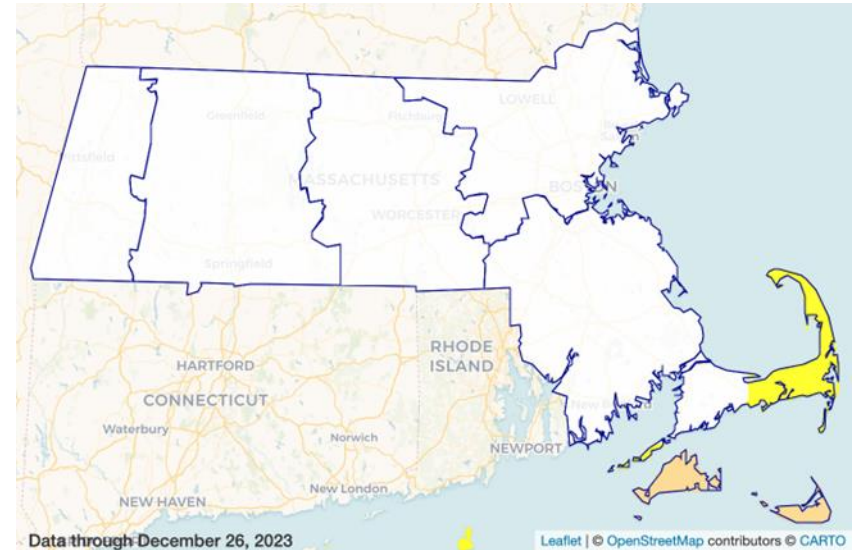 LOWELL
Greenfield
Fitchburg
Pittsfield
Salem
MASSACHUSETTS
BOSTON
WORCESTER
Springfield
RHODE
ISLAND
HARTFORD
CONNECTICUT
Waterbury
Norwich
NEWPORT
New London
NEW HAVEN
Data through December 26, 2023
Leaflet | © OpenStreetMap contributors © CARTO